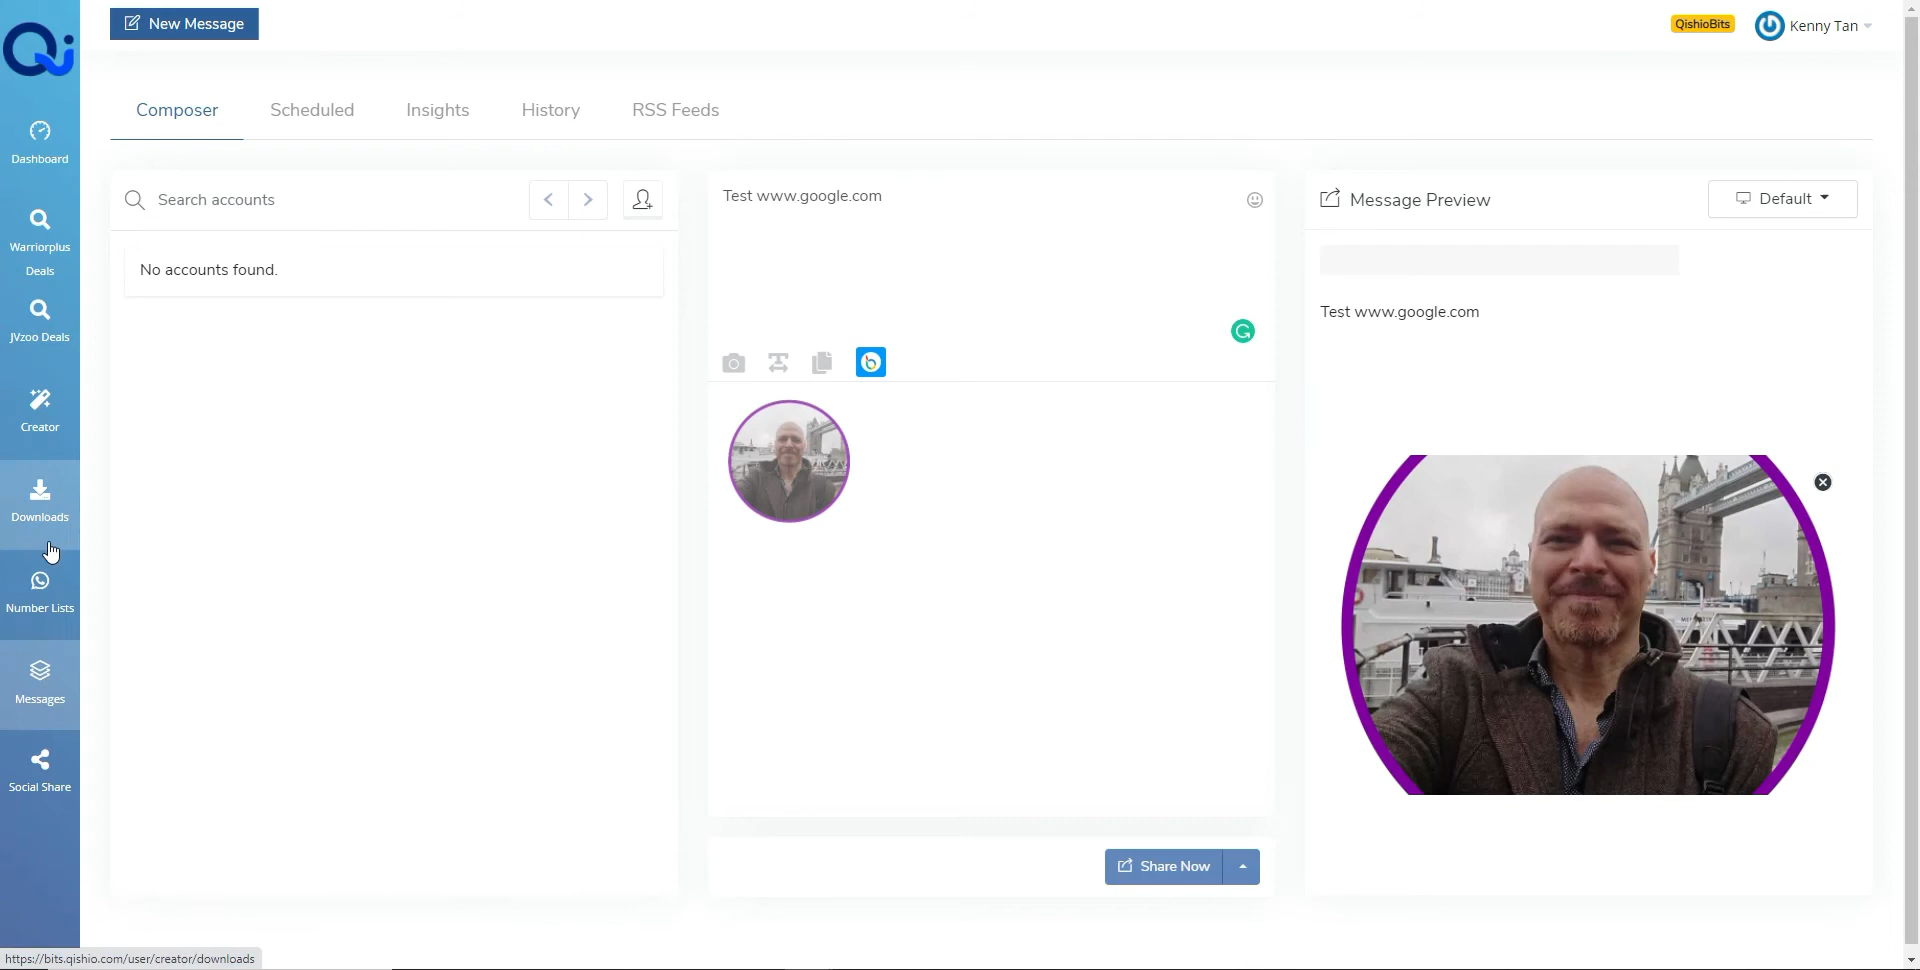 New Message
QishioBits
Kenny Tan
Qi
Dashboard
Warriorplus
Deals
JVzoo Deals
Creator
Downloads
Number Lists
Messages
Social Share
Composer
Scheduled
Insights
History
RSS Feeds
Search accounts
No accounts found.
Test www.google.com
Share Now
Message Preview
Default
Test www.google.com
https://bits.qishio.com/user/creator/downloads